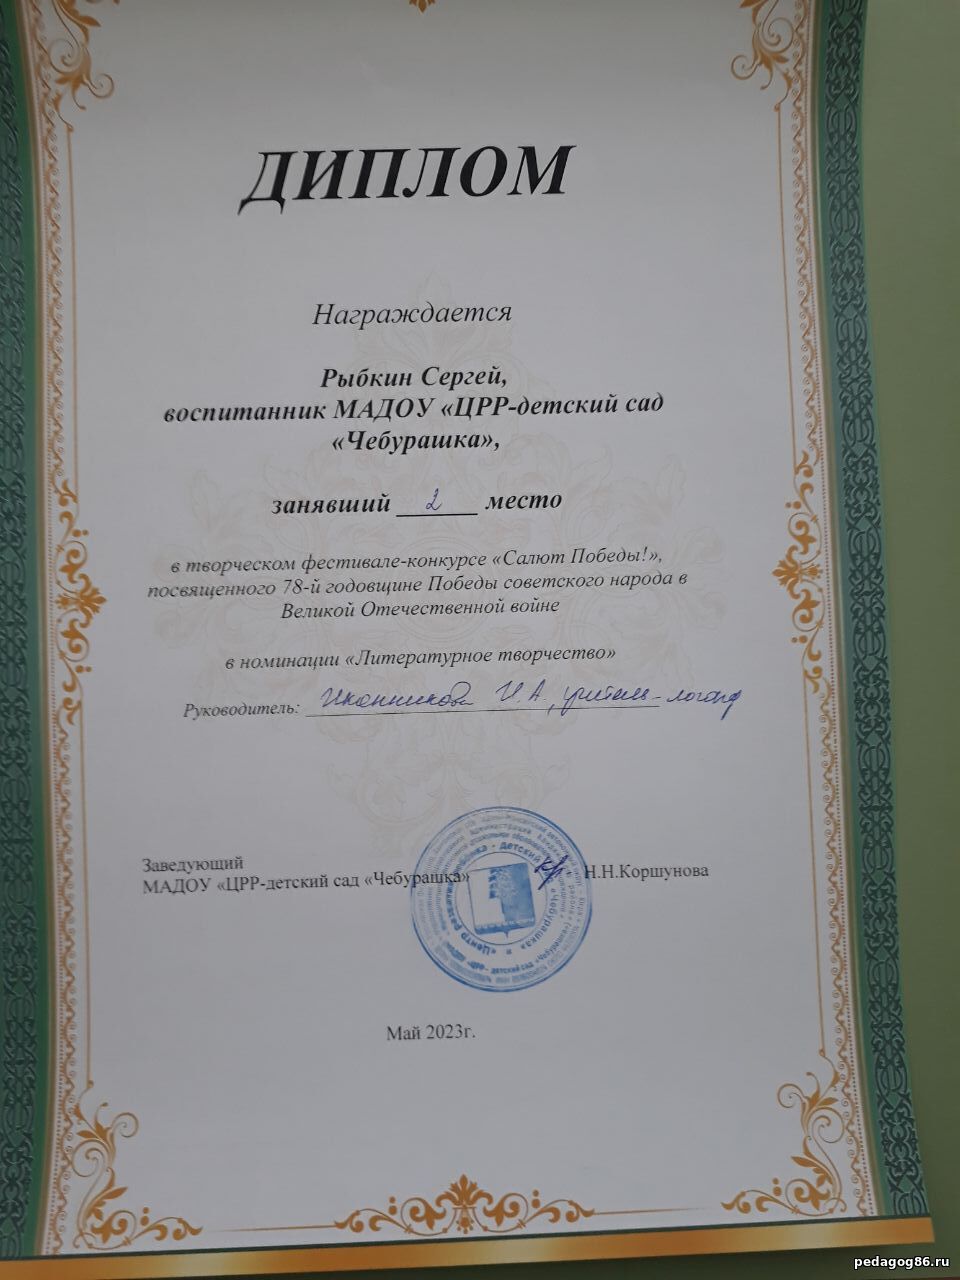 ДИПЛОМ
Награждается
Рыбкин Сергей,
воспитанник МАДОУ «ЦРР-детский сад
«Чебурашка»,
занявший 2 место
в творческом фестивале-конкурсе «Салют Победы!»,
посвященного 78-й годовщине Победы советского народа в
Великой Отечественной войне
в номинации «Литературное творчество»
Руководитель: Иконникова И.А, учитель-логопед
Заведующий
МАДОУ «ЦРР-детский сад «Чебурашка» Н.Н.Коршунова
Май 2023г.
pedagog86.ru